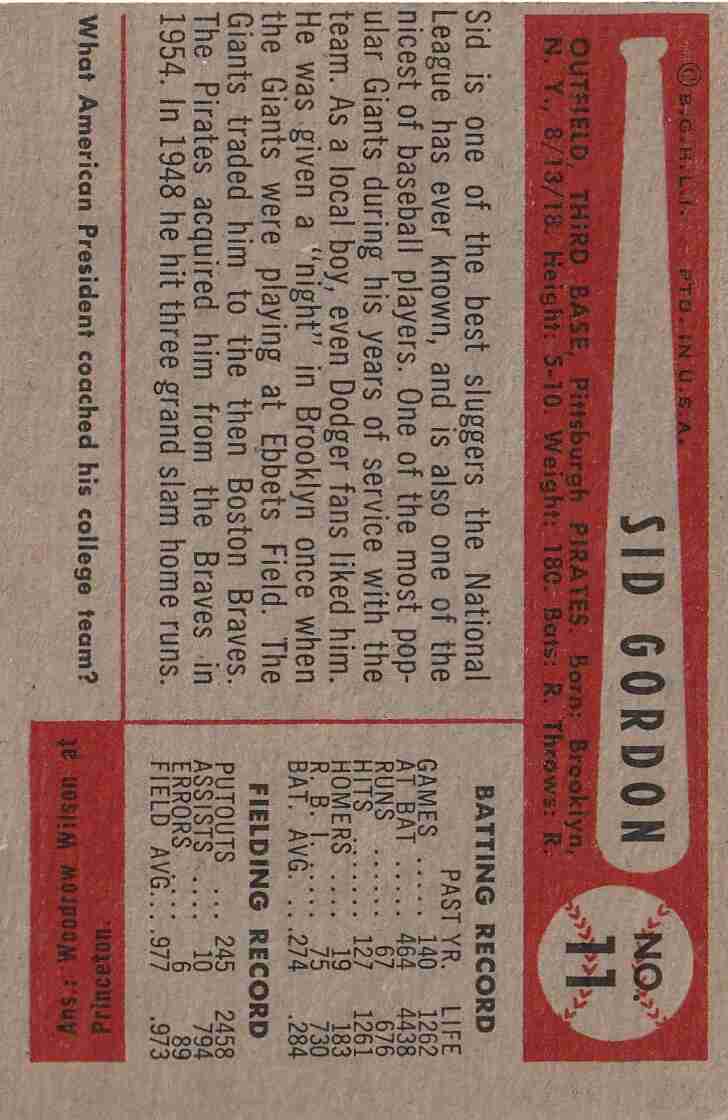 © B.G.H.L.I. — PTD. IN U.S.A.
SID GORDON
NO.
11
OUTFIELD, THIRD BASE, Pittsburgh PIRATES. Born: Brooklyn,
N. Y., 8/13/18. Height: 5-10. Weight: 180. Bats: R. Throws: R.
Sid is one of the best sluggers the National
League has ever known, and is also one of the
nicest of baseball players. One of the most pop-
ular Giants during his years of service with the
team. As a local boy, even Dodger fans liked him.
He was given a "night" in Brooklyn once when
the Giants were playing at Ebbets Field. The
Giants traded him to the then Boston Braves.
The Pirates acquired him from the Braves in
1954. In 1948 he hit three grand slam home runs.
BATTING RECORD
PAST YR. LIFE
GAMES ..... 140 1262
AT BAT ..... 464 4438
RUNS ...... 67 676
HITS ...... 127 1261
HOMERS .... 19 183
R. B. I. ..... 75 730
BAT. AVG. ... .274 .284
FIELDING RECORD
PUTOUTS ... 245 2458
ASSISTS .... 10 794
ERRORS .... 6 89
FIELD AVG. .. .977 .973
What American President coached his college team?
Ans.: Woodrow Wilson at
Princeton.